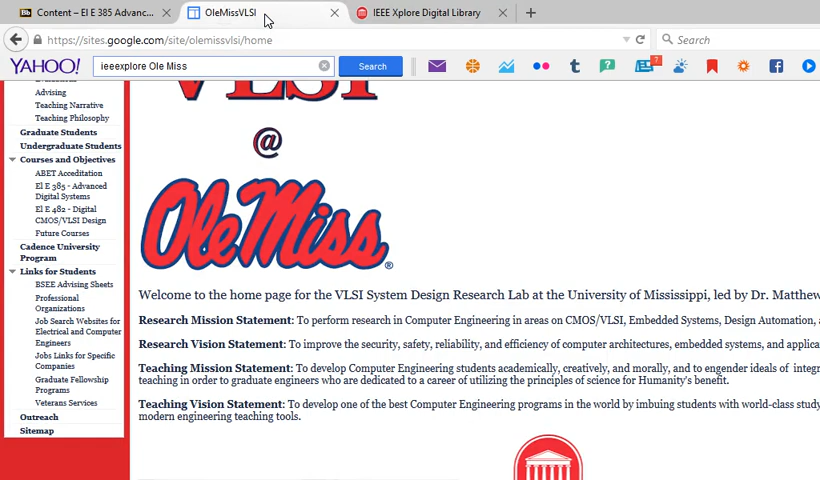 Content – El E 385 Advanc...
OleMissVLSI
IEEE Xplore Digital Library
https://sites.google.com/site/olemissvlsi/home
Search
YAHOO!
ieeexplore Ole Miss
Search
?
t
?
f
Advising
Teaching Narrative
Teaching Philosophy
Graduate Students
Undergraduate Students
Courses and Objectives
ABET Acceditation
El E 385 - Advanced
Digital Systems
El E 482 - Digital
CMOS/VLSI Design
Future Courses
Cadence University
Program
Links for Students
BSEE Advising Sheets
Professional
Organizations
Job Search Websites for
Electrical and Computer
Engineers
Jobs Links for Specific
Companies
Graduate Fellowship
Programs
Veterans Services
Outreach
Sitemap
VLSI
@
Ole Miss®
Welcome to the home page for the VLSI System Design Research Lab at the University of Mississippi, led by Dr. Matthew
Research Mission Statement: To perform research in Computer Engineering in areas on CMOS/VLSI, Embedded Systems, Design Automation,
Research Vision Statement: To improve the security, safety, reliability, and efficiency of computer architectures, embedded systems, and applica
Teaching Mission Statement: To develop Computer Engineering students academically, creatively, and morally, and to engender ideals of integr
teaching in order to graduate engineers who are dedicated to a career of utilizing the principles of science for Humanity's benefit.
Teaching Vision Statement: To develop one of the best Computer Engineering programs in the world by imbuing students with world-class study
modern engineering teaching tools.